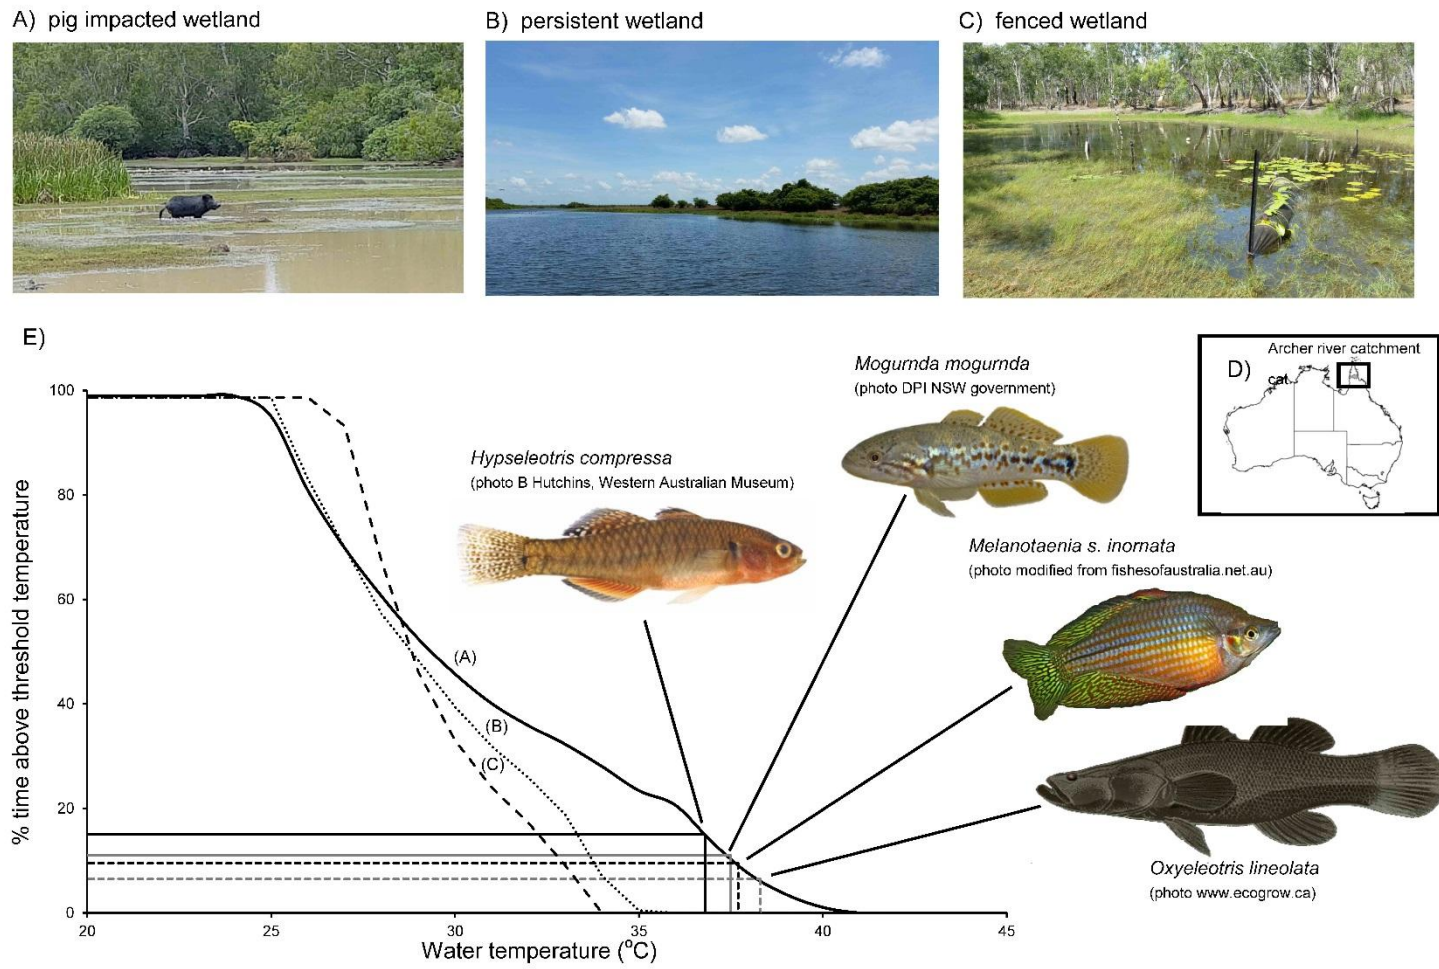 A) pig impacted wetland
B) persistent wetland
C) fenced wetland
E)
Mogurnda mogurnda
(photo DPI NSW government)
Archer river catchment
D)
cat.
Hypseleotris compressa
(photo B Hutchins, Western Australian Museum)
Melanotaenia s. inornata
(photo modified from fishesofaustralia.net.au)
Oxyeleotris lineolata
(photo www.ecogrow.ca)
% time above threshold temperature
100
80
60
40
20
0
(A)
(B)
(C)
20 25 30 35 40 45
Water temperature (°C)